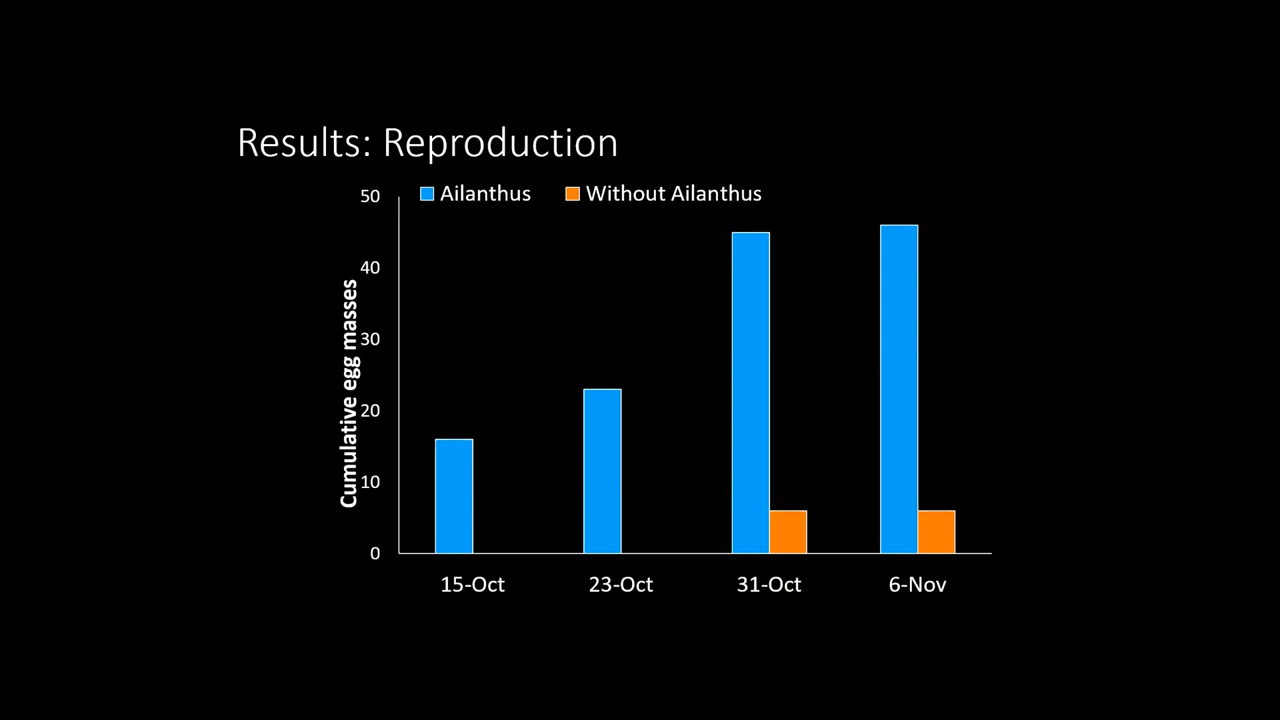 Results: Reproduction
Ailanthus
Without Ailanthus
Cumulative egg masses
50
40
30
20
10
0
15-Oct
23-Oct
31-Oct
6-Nov